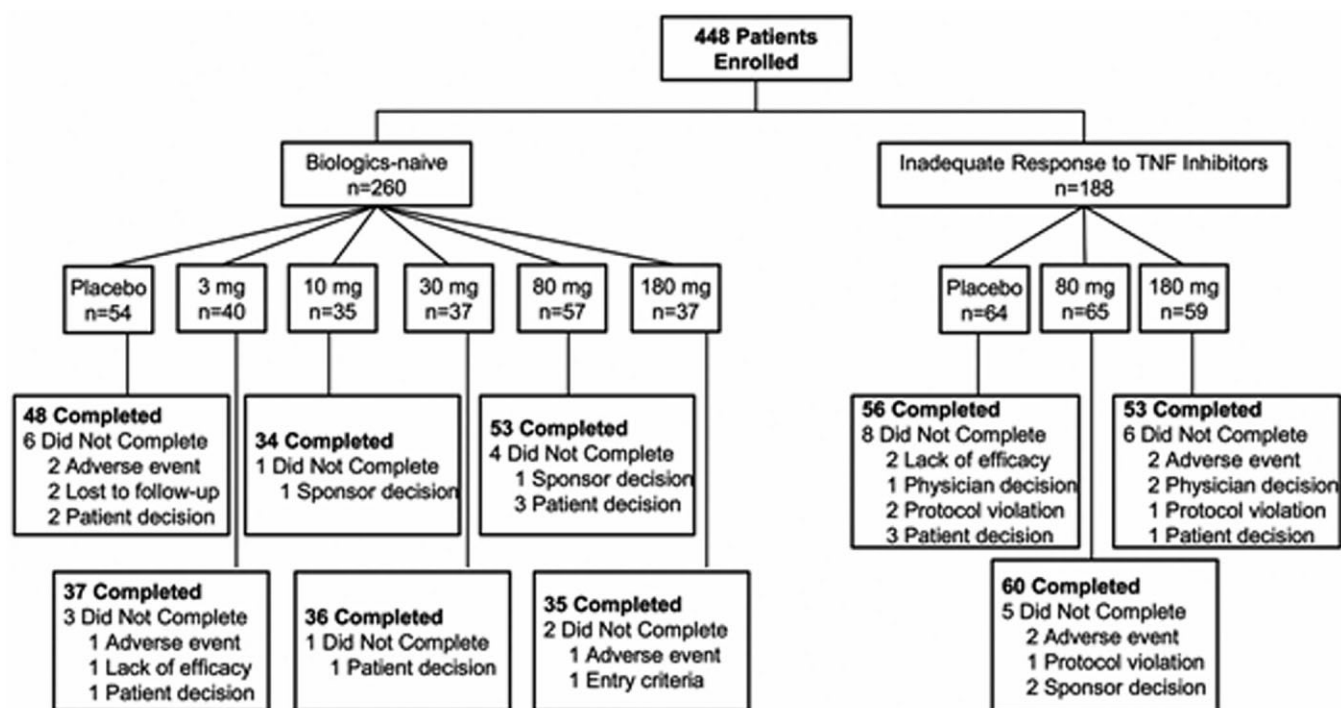 448 Patients
Enrolled
Biologics-naive
n=260
Inadequate Response to TNF Inhibitors
n=188
Placebo
n=54
3 mg
n=40
10 mg
n=35
30 mg
n=37
80 mg
n=57
180 mg
n=37
Placebo
n=64
80 mg
n=65
180 mg
n=59
48 Completed
6 Did Not Complete
2 Adverse event
2 Lost to follow-up
2 Patient decision
34 Completed
1 Did Not Complete
1 Sponsor decision
53 Completed
4 Did Not Complete
1 Sponsor decision
3 Patient decision
56 Completed
8 Did Not Complete
2 Lack of efficacy
1 Physician decision
2 Protocol violation
3 Patient decision
53 Completed
6 Did Not Complete
2 Adverse event
2 Physician decision
1 Protocol violation
1 Patient decision
37 Completed
3 Did Not Complete
1 Adverse event
1 Lack of efficacy
1 Patient decision
36 Completed
1 Did Not Complete
1 Patient decision
35 Completed
2 Did Not Complete
1 Adverse event
1 Entry criteria
60 Completed
5 Did Not Complete
2 Adverse event
1 Protocol violation
2 Sponsor decision